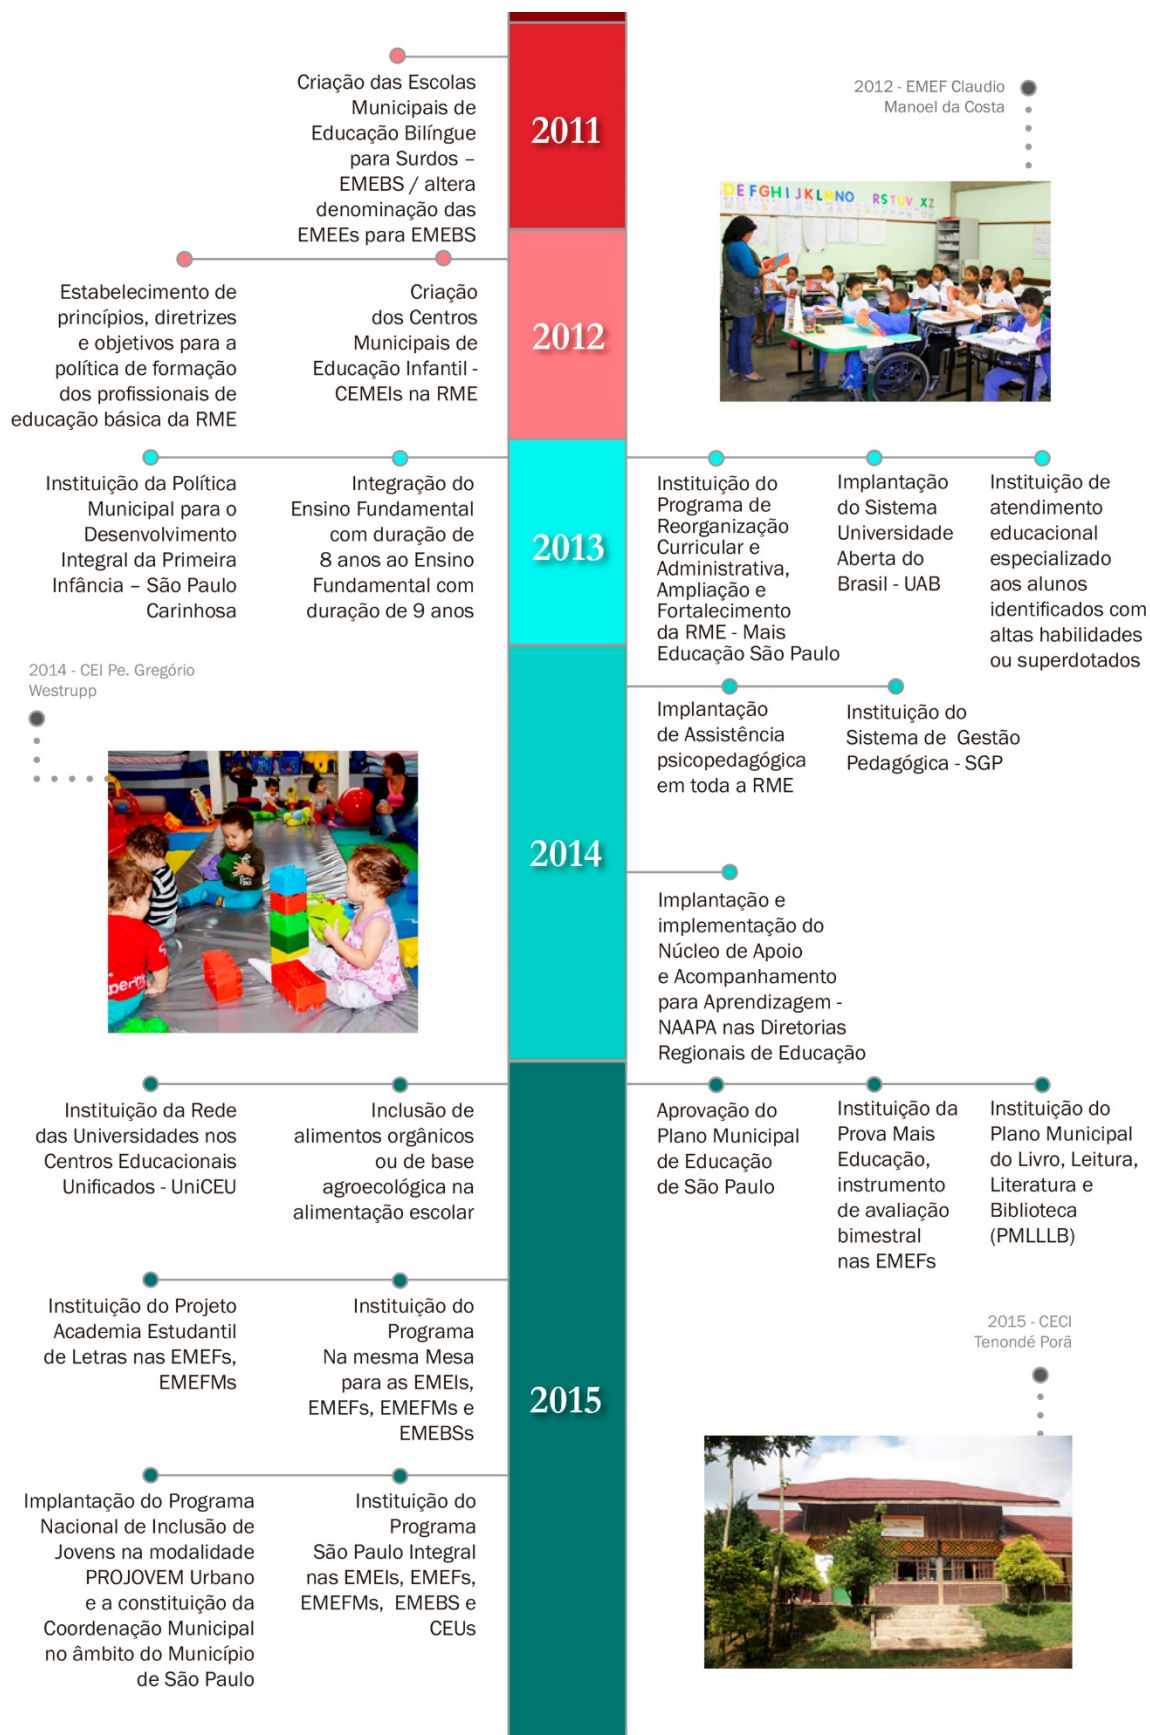 2011
Criação das Escolas
Municipais de
Educação Bilíngue
para Surdos –
EMEBS / altera
denominação das
EMEEs para EMEBS
2012 - EMEF Claudio
Manoel da Costa
DEFGHIJKLMNO RSTUV XZ
2012
Estabelecimento de
princípios, diretrizes
e objetivos para a
política de formação
dos profissionais de
educação básica da RME
Criação
dos Centros
Municipais de
Educação Infantil -
CEMEIs na RME
2013
Instituição da Política
Municipal para o
Desenvolvimento
Integral da Primeira
Infância – São Paulo
Carinhosa
Integração do
Ensino Fundamental
com duração de
8 anos ao Ensino
Fundamental com
duração de 9 anos
Instituição do
Programa de
Reorganização
Curricular e
Administrativa,
Ampliação e
Fortalecimento
da RME - Mais
Educação São Paulo
Implantação
do Sistema
Universidade
Aberta do
Brasil - UAB
Instituição de
atendimento
educacional
especializado
aos alunos
identificados com
altas habilidades
ou superdotados
2014 - CEI Pe. Gregório
Westrupp
2014
Implantação
de Assistência
psicopedagógica
em toda a RME
Instituição do
Sistema de Gestão
Pedagógica - SGP
Implantação e
implementação do
Núcleo de Apoio
e Acompanhamento
para Aprendizagem -
NAAPA nas Diretorias
Regionais de Educação
2015
Instituição da Rede
das Universidades nos
Centros Educacionais
Unificados - UniCEU
Inclusão de
alimentos orgânicos
ou de base
agroecológica na
alimentação escolar
Aprovação do
Plano Municipal
de Educação
de São Paulo
Instituição da
Prova Mais
Educação,
instrumento
de avaliação
bimestral
nas EMEFs
Instituição do
Plano Municipal
do Livro, Leitura,
Literatura e
Biblioteca
(PMLLLB)
Instituição do Projeto
Academia Estudantil
de Letras nas EMEFs,
EMEFMs
Instituição do
Programa
Na mesma Mesa
para as EMEIs,
EMEFs, EMEFMs e
EMEBSs
2015 - CECI
Tenondé Porã
Implantação do Programa
Nacional de Inclusão de
Jovens na modalidade
PROJOVEM Urbano
e a constituição da
Coordenação Municipal
no âmbito do Município
de São Paulo
Instituição do
Programa
São Paulo Integral
nas EMEIs, EMEFs,
EMEFMs, EMEBS e
CEUs